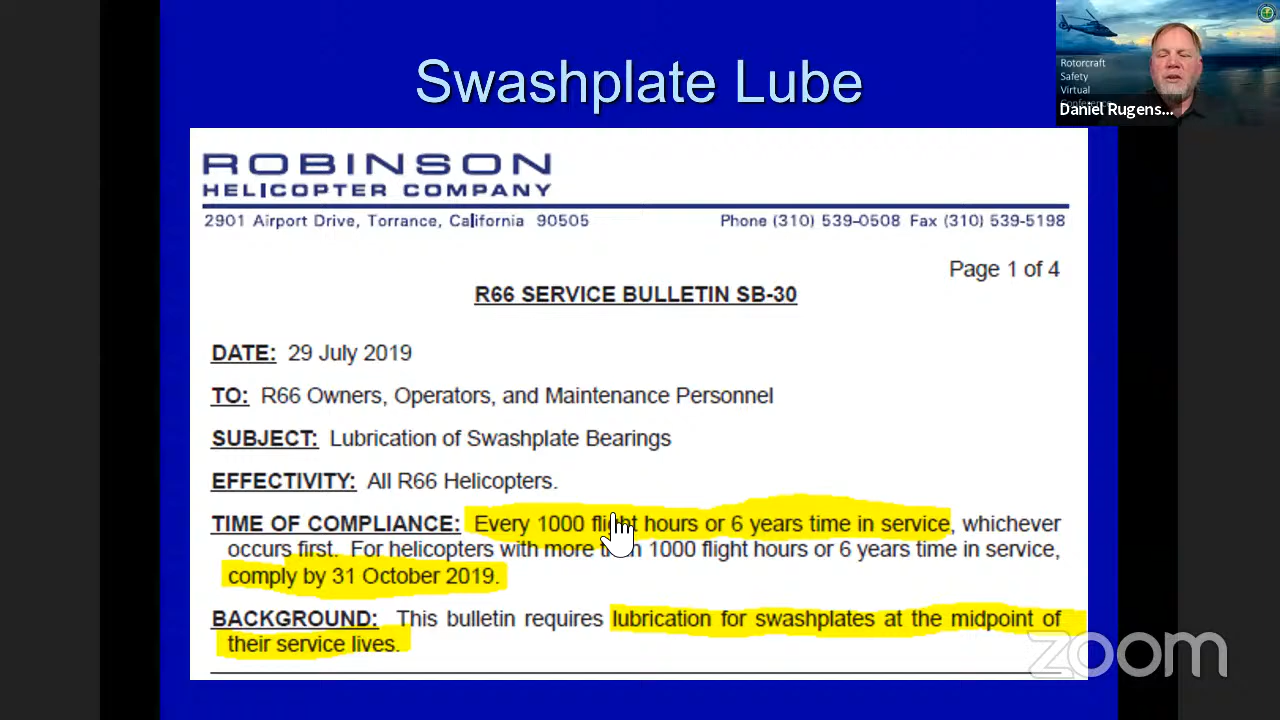 Swashplate Lube
Rotorcraft
Safety
Virtual
Daniel Rugens...
ROBINSON
HELICOPTER COMPANY
2901 Airport Drive, Torrance, California 90505 Phone (310) 539-0508 Fax (310) 539-5198
Page 1 of 4
R66 SERVICE BULLETIN SB-30
DATE: 29 July 2019
TO: R66 Owners, Operators, and Maintenance Personnel
SUBJECT: Lubrication of Swashplate Bearings
EFFECTIVITY: All R66 Helicopters.
TIME OF COMPLIANCE: Every 1000 flight hours or 6 years time in service, whichever
occurs first. For helicopters with more than 1000 flight hours or 6 years time in service,
comply by 31 October 2019.
BACKGROUND: This bulletin requires lubrication for swashplates at the midpoint of
their service lives.
zoom